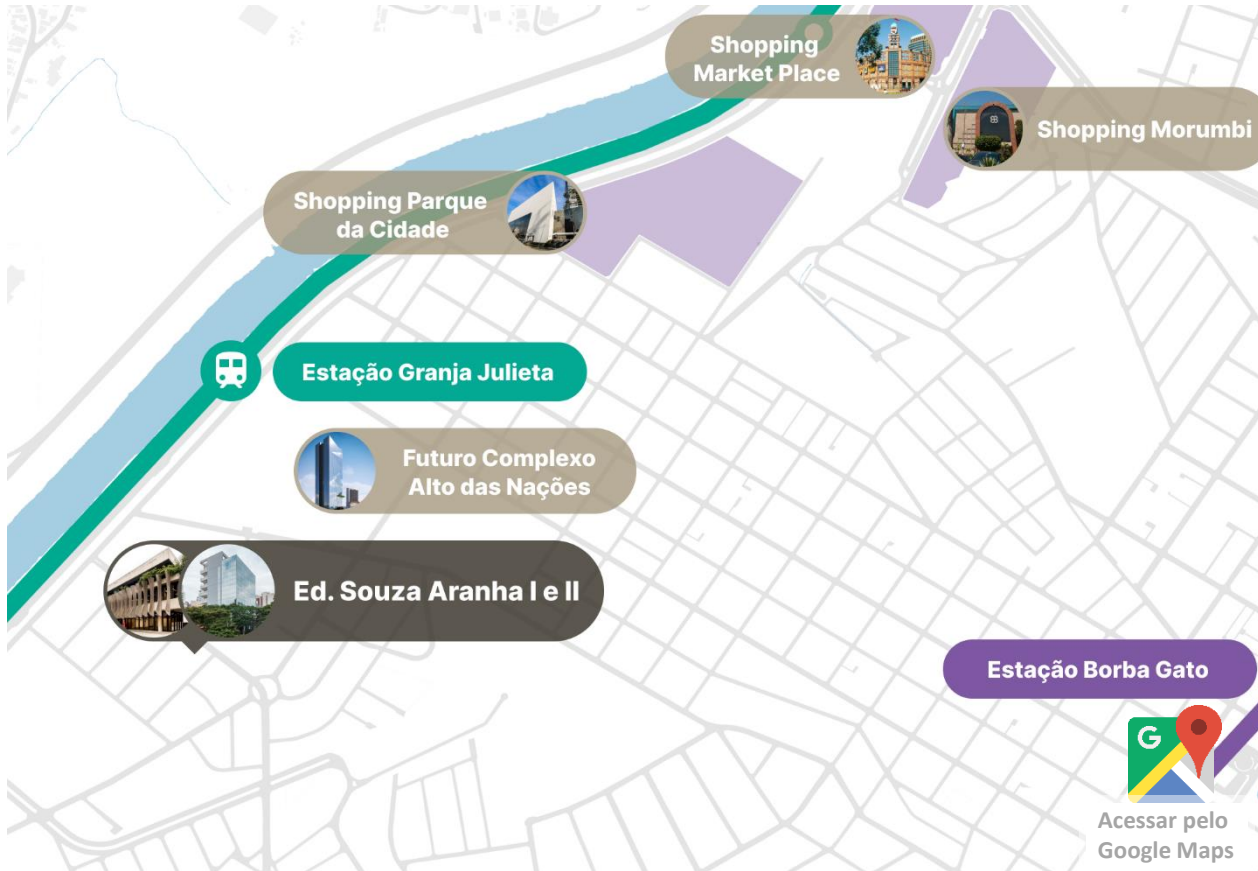 Shopping
Market Place
Shopping Morumbi
Shopping Parque
da Cidade
Estação Granja Julieta
Futuro Complexo
Alto das Nações
Ed. Souza Aranha I e II
Estação Borba Gato
G
Acessar pelo
Google Maps